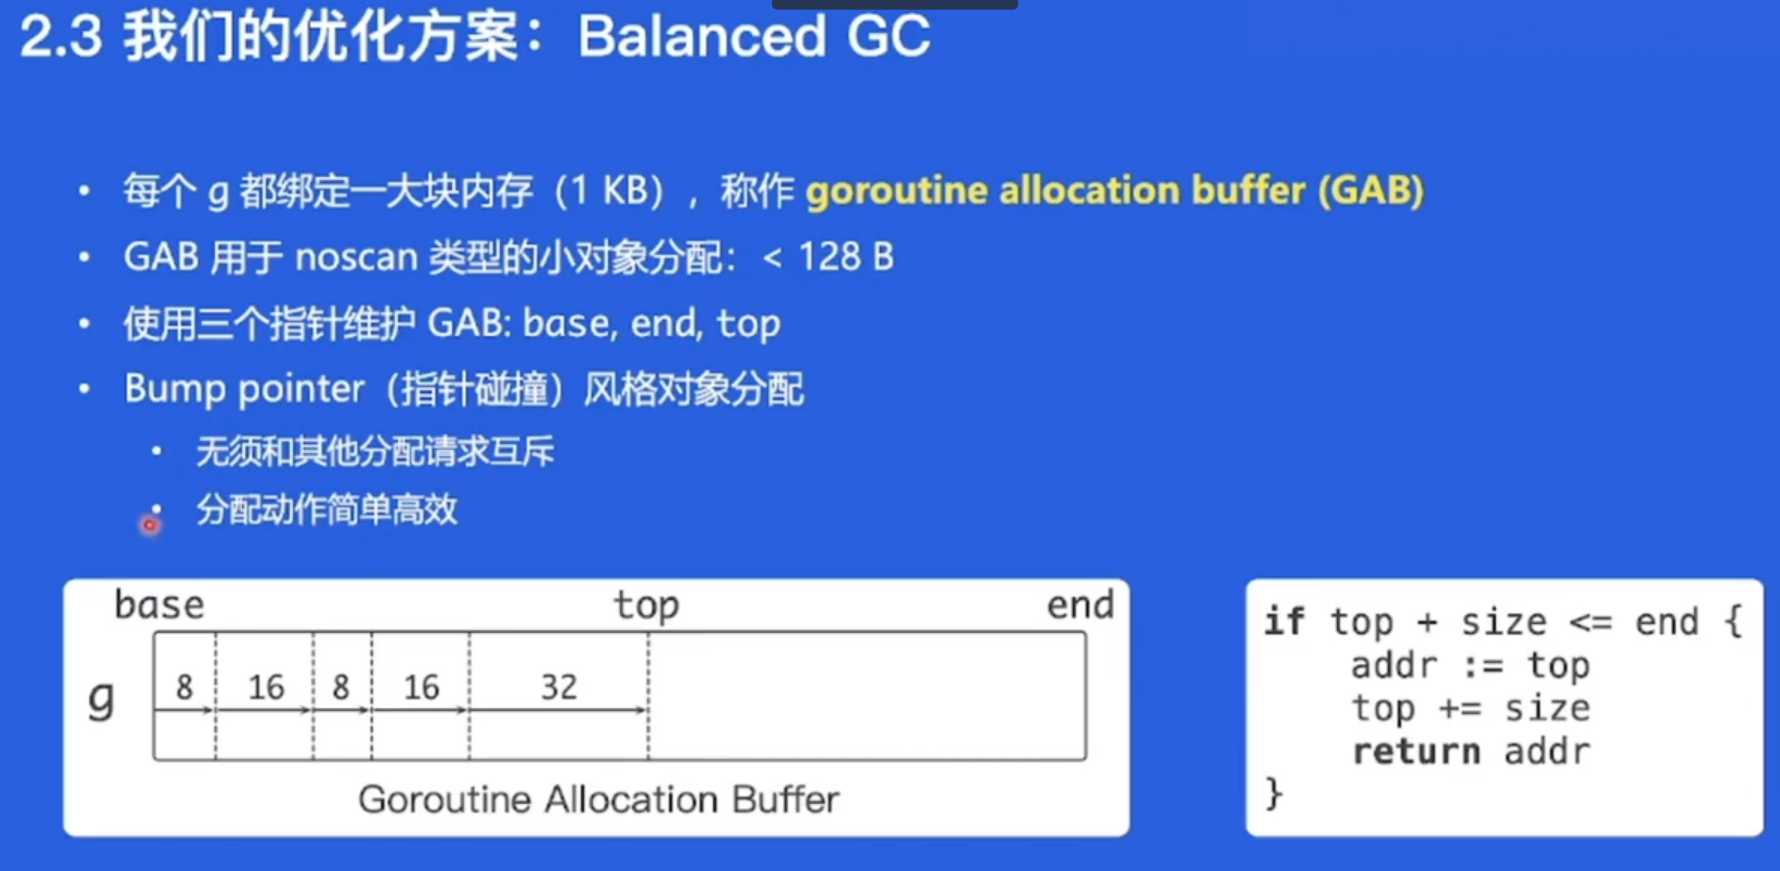 2.3 我们的优化方案：Balanced GC
• 每个 g 都绑定一大块内存（1 KB），称作 goroutine allocation buffer (GAB)
• GAB 用于 noscan 类型的小对象分配：< 128 B
• 使用三个指针维护 GAB: base, end, top
• Bump pointer（指针碰撞）风格对象分配
• 无须和其他分配请求互斥
• 分配动作简单高效
base top end
g 8 16 8 16 32
Goroutine Allocation Buffer
if top + size <= end {
    addr := top
    top += size
    return addr
}